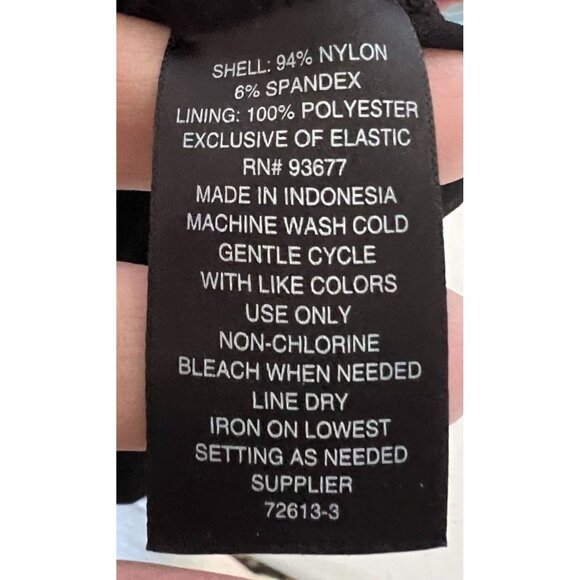 SHELL: 94% NYLON
6% SPANDEX
LINING: 100% POLYESTER
EXCLUSIVE OF ELASTIC
RN# 93677
MADE IN INDONESIA
MACHINE WASH COLD
GENTLE CYCLE
WITH LIKE COLORS
USE ONLY
NON-CHLORINE
BLEACH WHEN NEEDED
LINE DRY
IRON ON LOWEST
SETTING AS NEEDED
SUPPLIER
72613-3